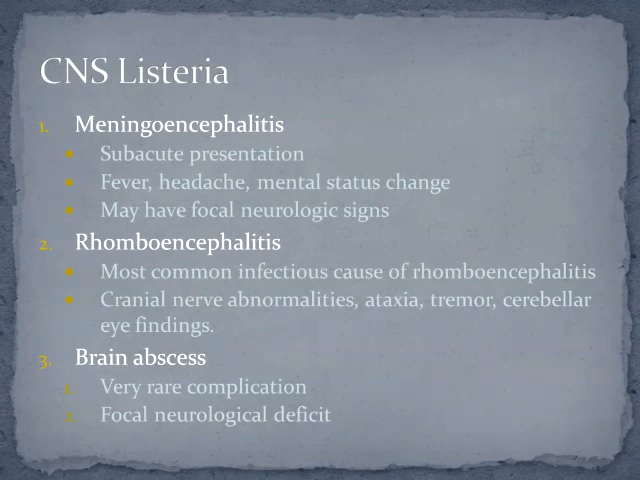 CNS Listeria
1. Meningoencephalitis
• Subacute presentation
• Fever, headache, mental status change
• May have focal neurologic signs
2. Rhomboencephalitis
• Most common infectious cause of rhomboencephalitis
• Cranial nerve abnormalities, ataxia, tremor, cerebellar
eye findings.
3. Brain abscess
1. Very rare complication
2. Focal neurological deficit